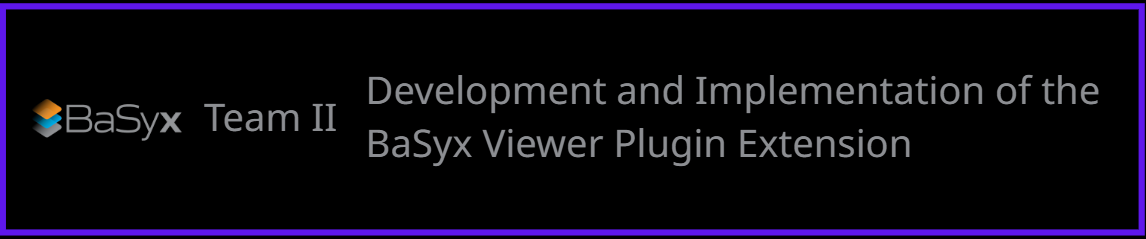 BaSyx Team II
Development and Implementation of the
BaSyx Viewer Plugin Extension